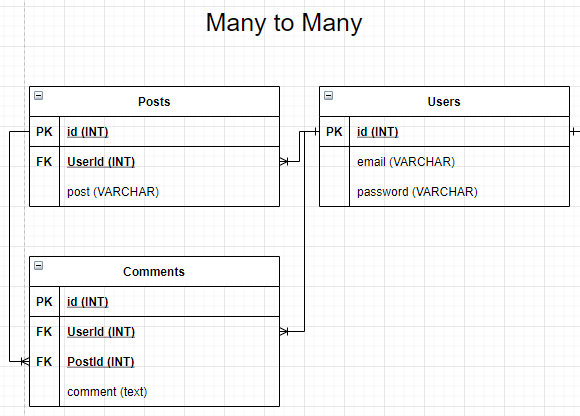 Many to Many
Posts
PK id (INT)
FK UserId (INT)
post (VARCHAR)
Users
PK id (INT)
email (VARCHAR)
password (VARCHAR)
Comments
PK id (INT)
FK UserId (INT)
FK PostId (INT)
comment (text)